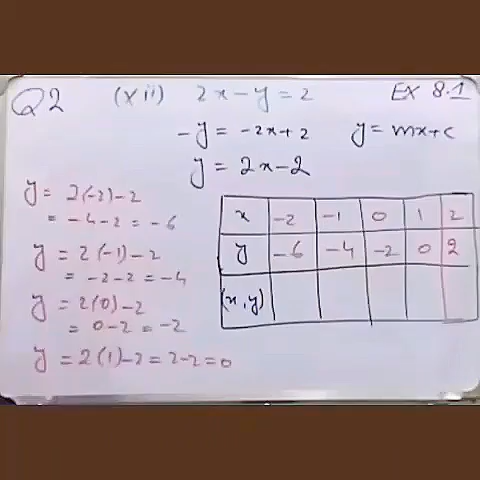 Q2 (xii) 2x-y=2 EX 8.1
-y = -2x+2 y=mx+c
y = 2x-2
y= 2(-2)-2
= -4-2 = -6
y = 2(-1)-2
= -2-2 = -4
y = 2(0)-2
= 0-2 = -2
y = 2(1)-2=2-2=0
x -2 -1 0 1 2
y -6 -4 -2 0 2
(x,y)